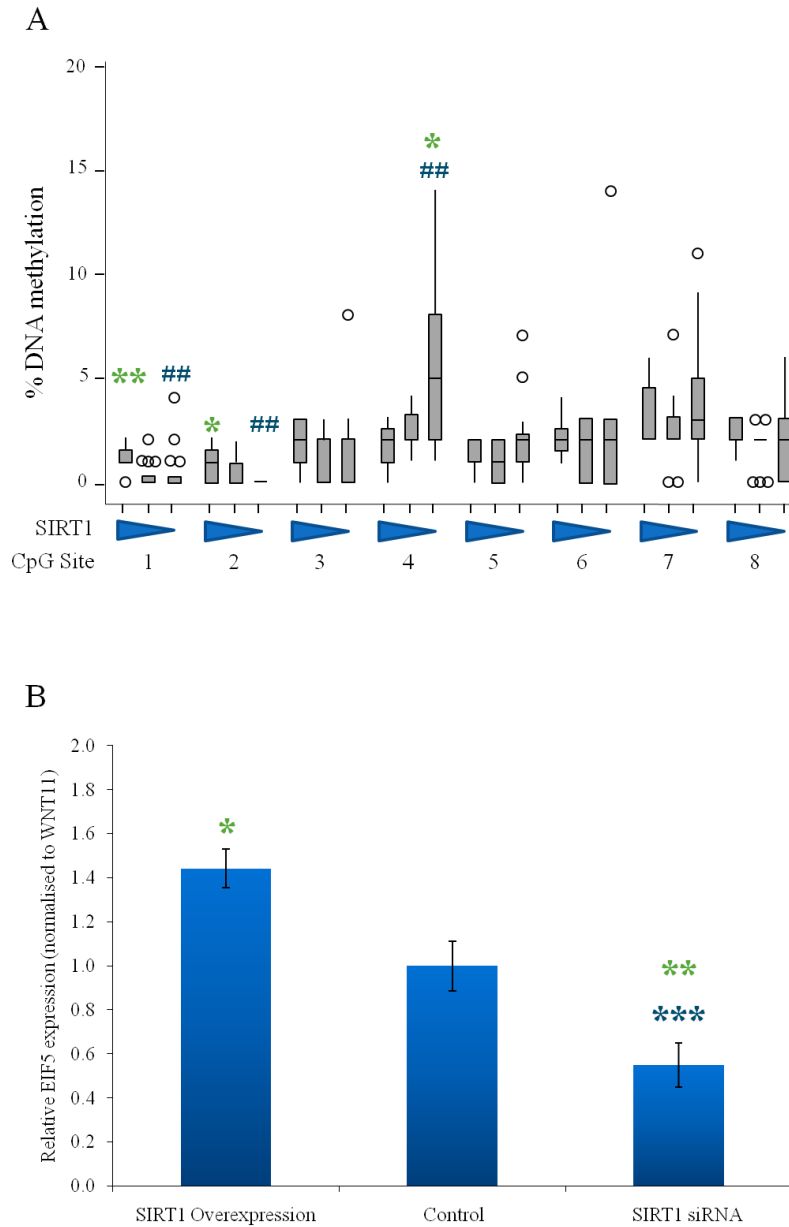 A
20
15
10
5
0
% DNA methylation
*
##
** ## * ##
SIRT1
CpG Site 1 2 3 4 5 6 7 8
B
2.0
1.8
1.6
1.4
1.2
1.0
0.8
0.6
0.4
0.2
0.0
Relative EIF5 expression (normalised to WNT11)
*
**
***
SIRT1 Overexpression Control SIRT1 siRNA